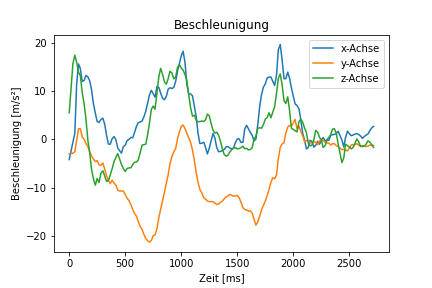 Beschleunigung
x-Achse
y-Achse
z-Achse
Beschleunigung [m/s²]
20
10
0
−10
−20
0
500
1000
1500
2000
2500
Zeit [ms]